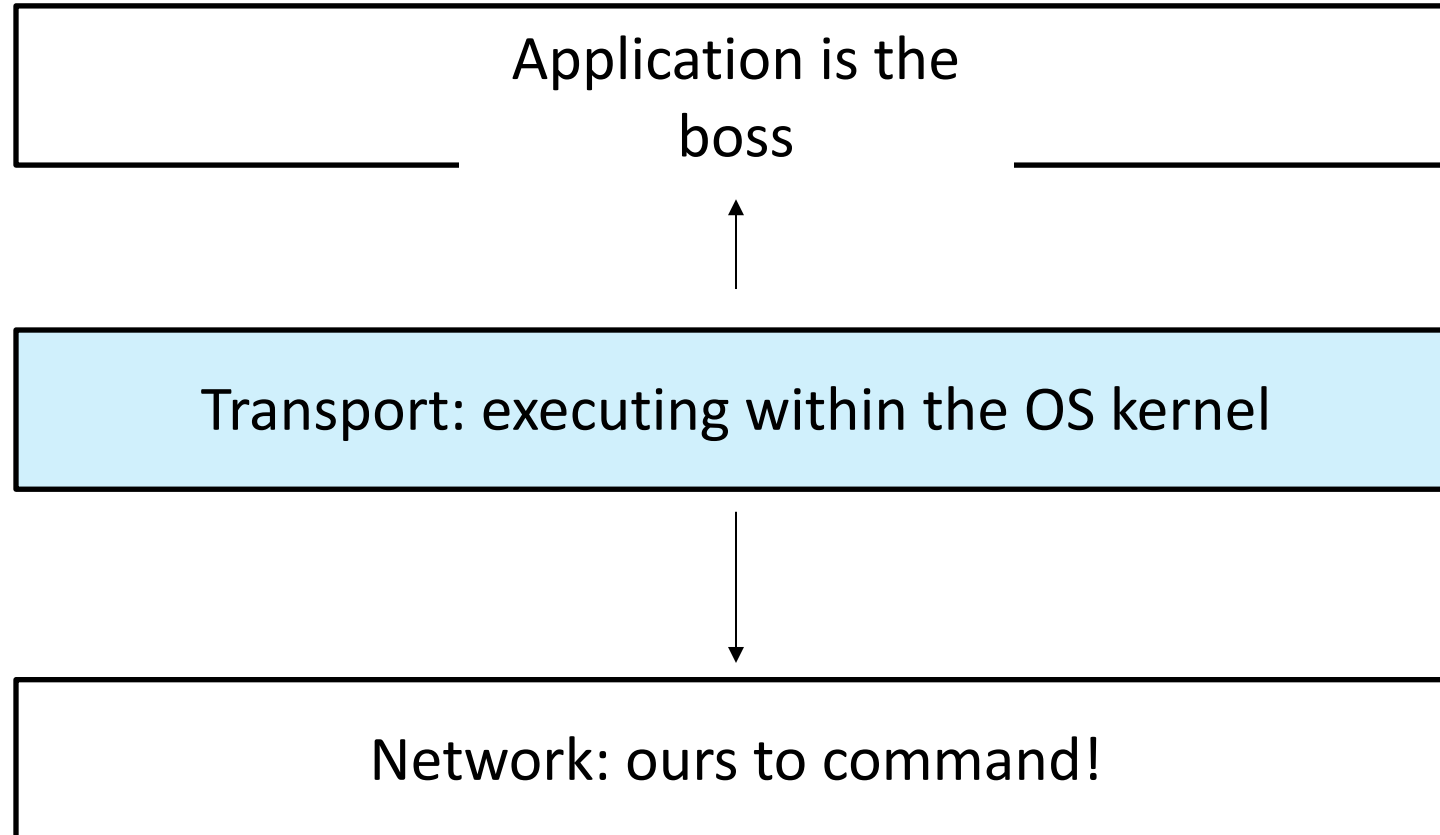 Application is the
boss
Transport: executing within the OS kernel
Network: ours to command!